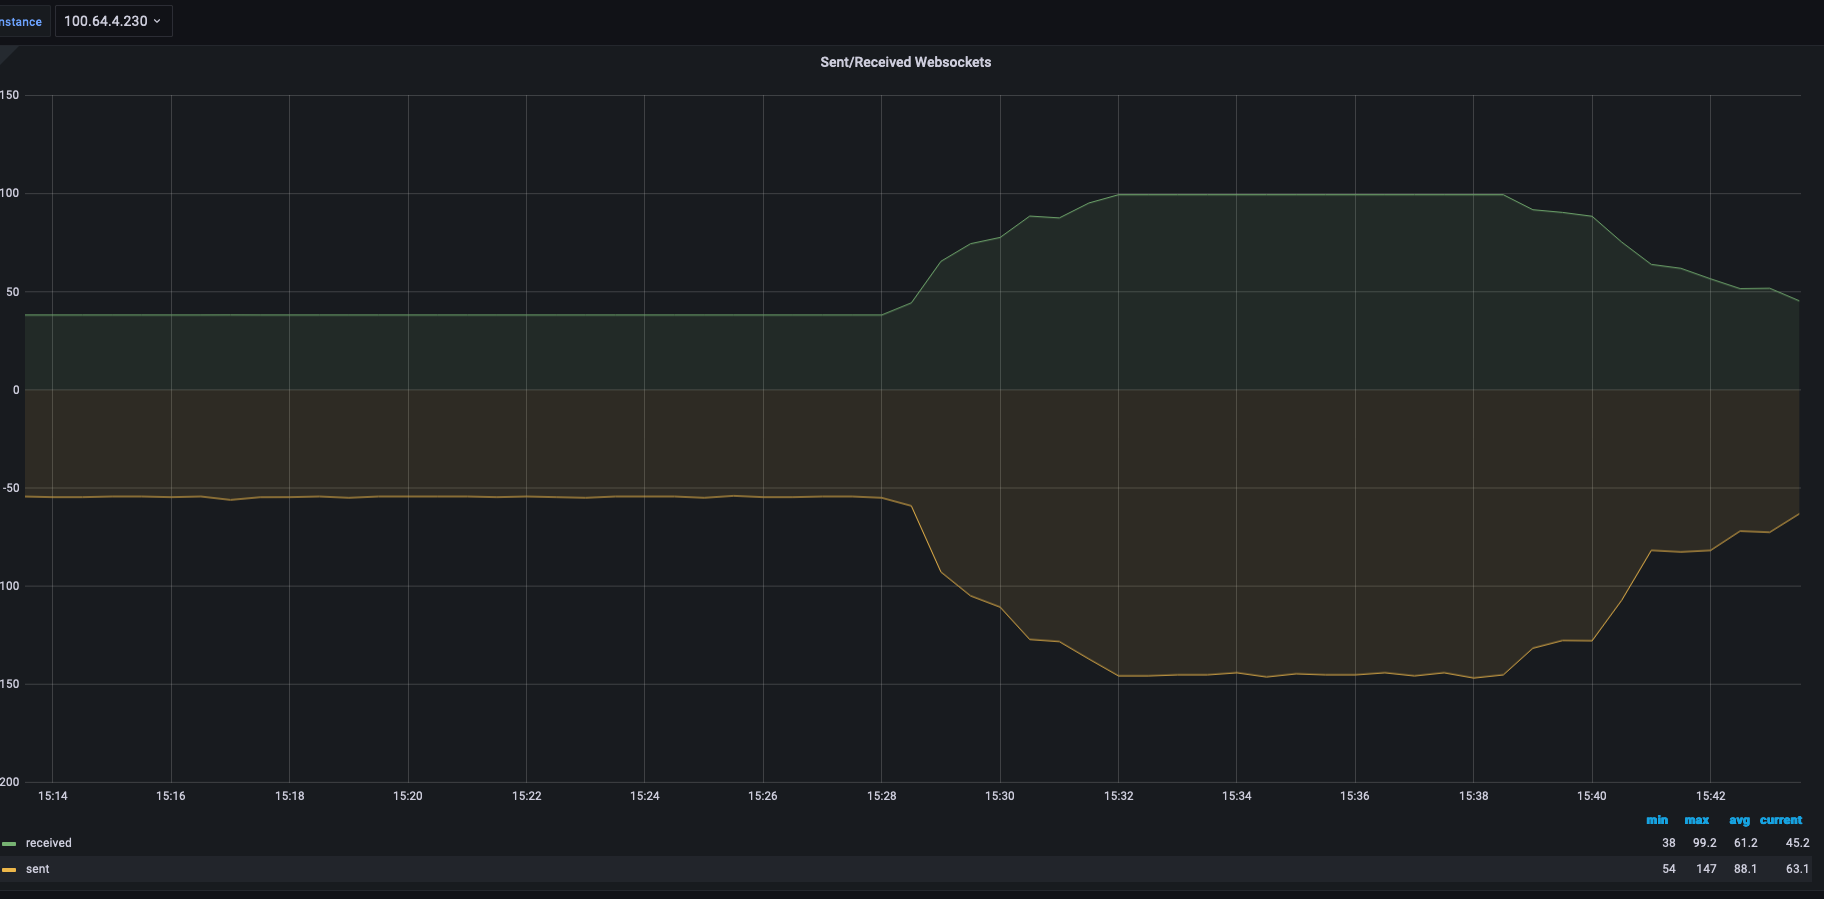 nstance 100.64.4.230
Sent/Received Websockets
150
100
50
0
-50
100
150
200
15:14 15:16 15:18 15:20 15:22 15:24 15:26 15:28 15:30 15:32 15:34 15:36 15:38 15:40 15:42
min max avg current
received 38 99.2 61.2 45.2
sent 54 147 88.1 63.1